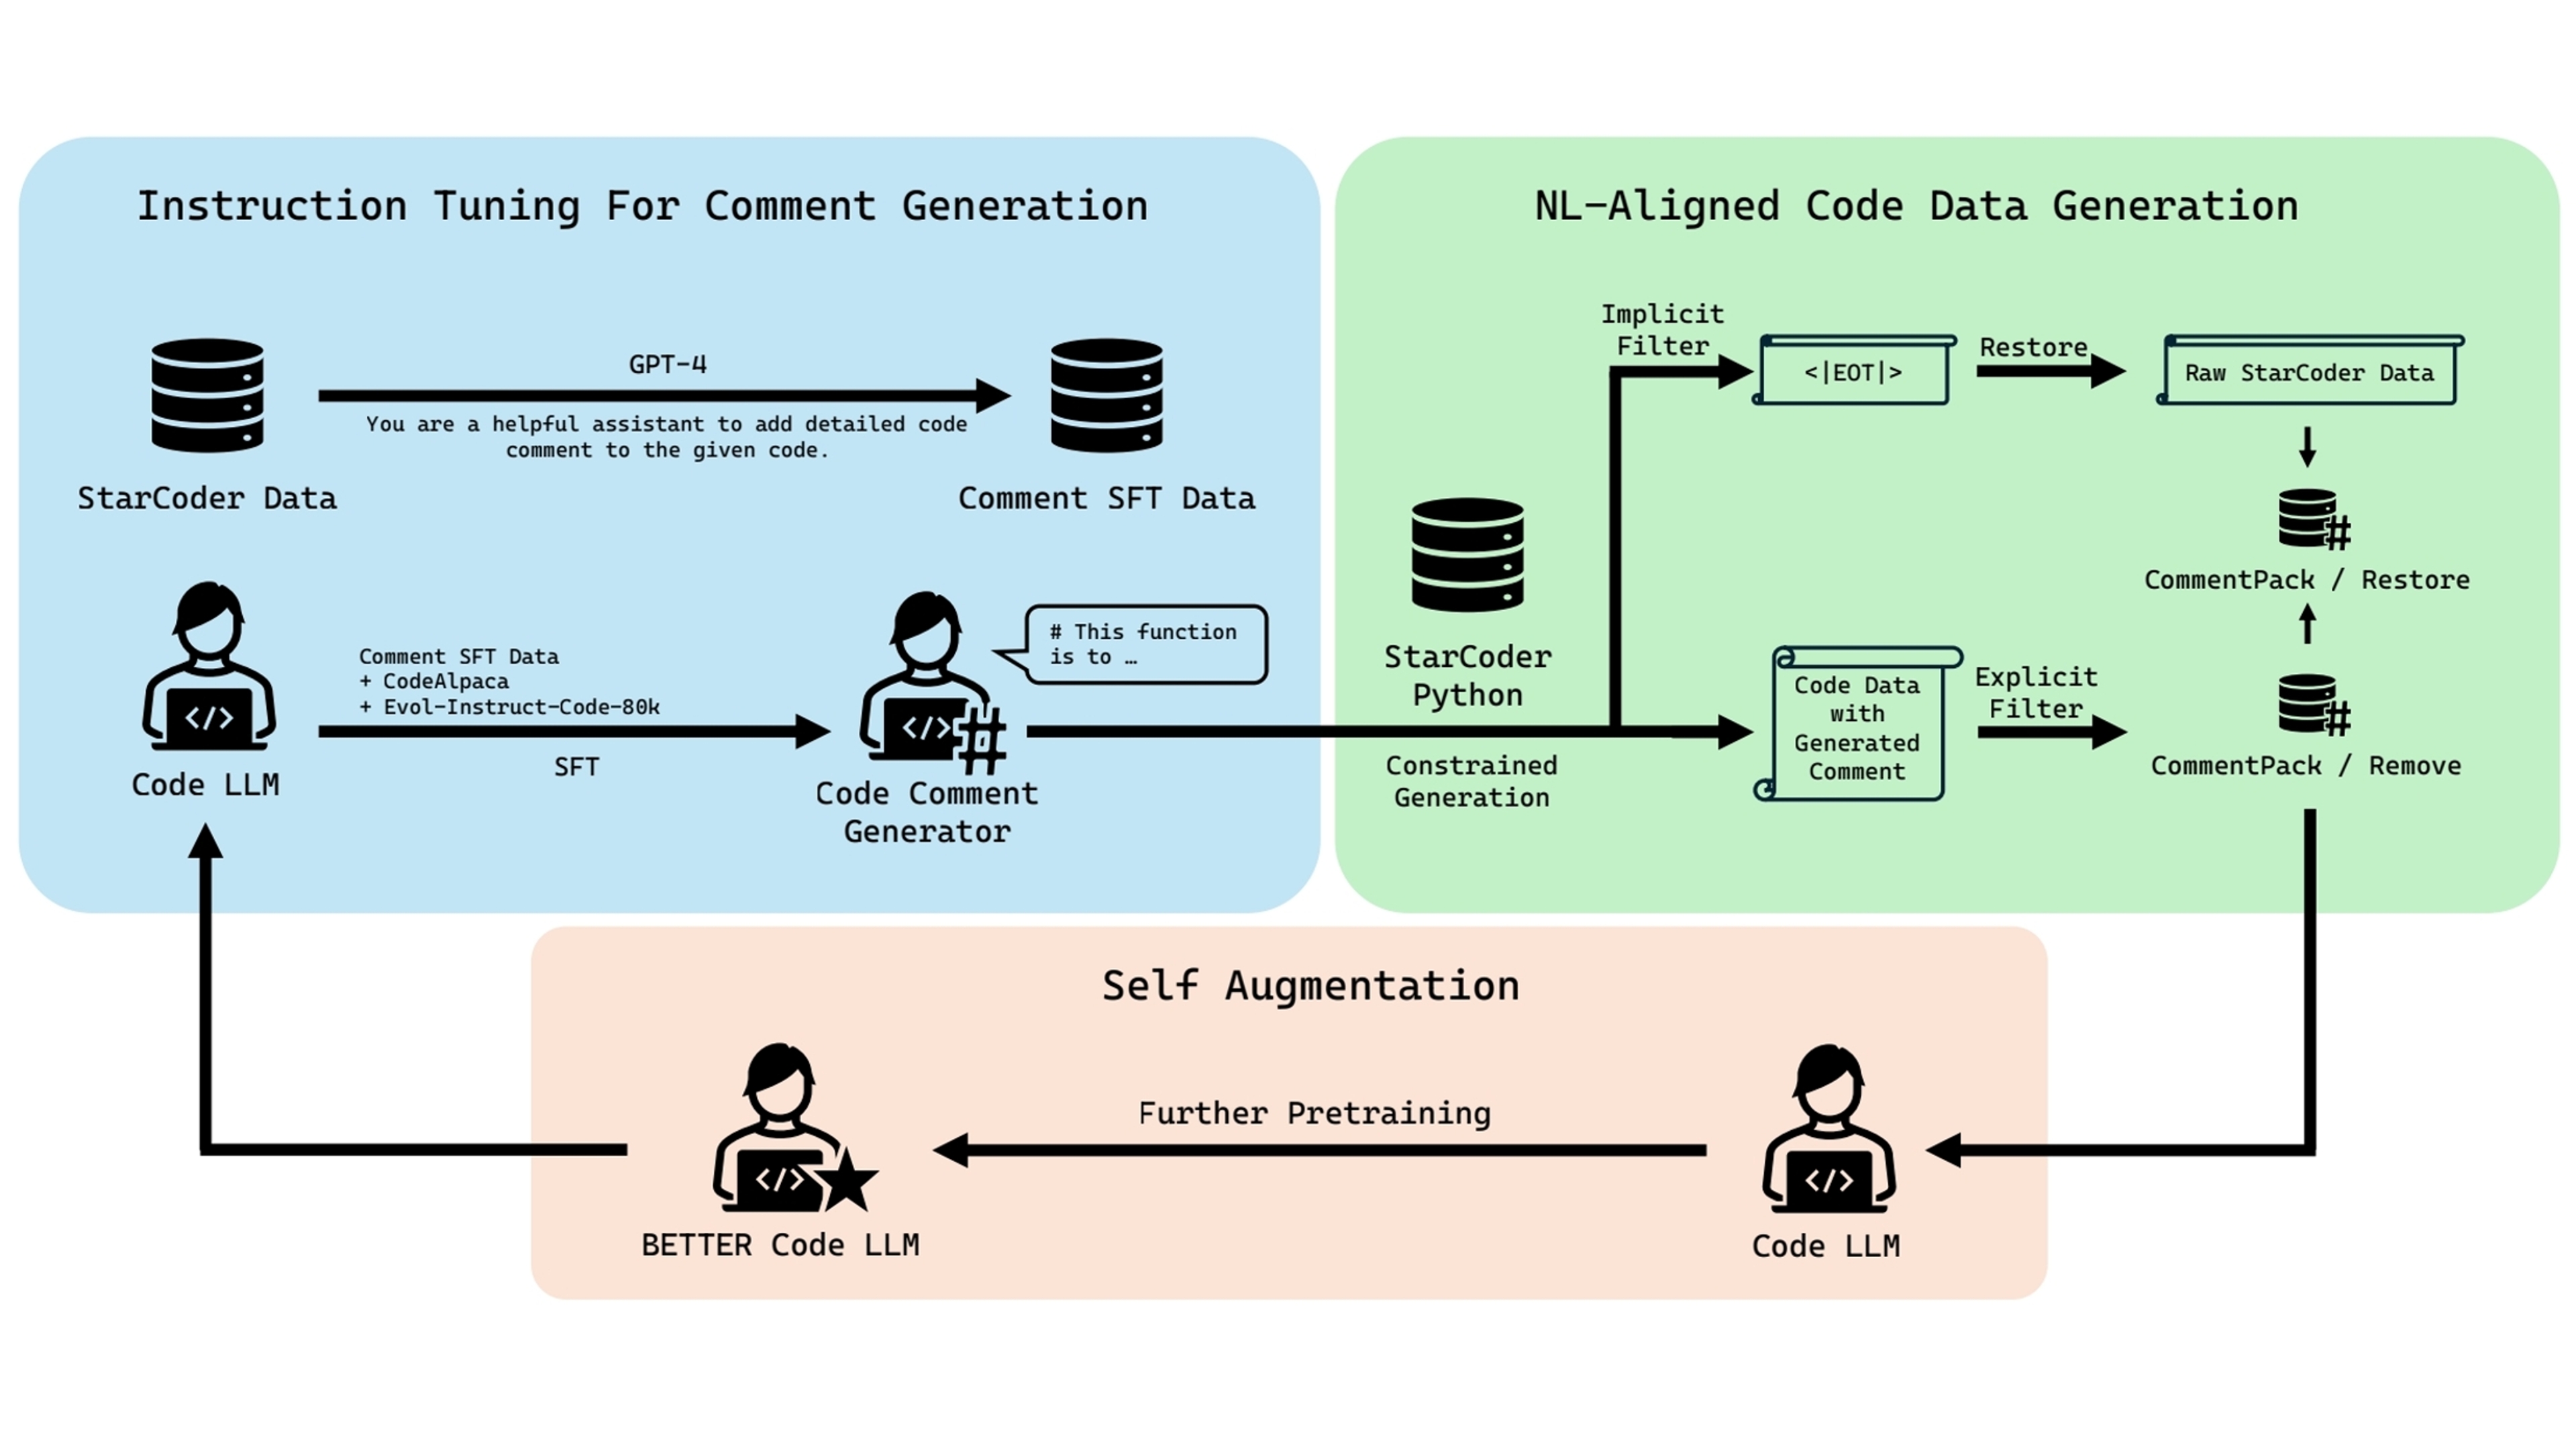 Instruction Tuning For Comment Generation
GPT-4
You are a helpful assistant to add detailed code
comment to the given code.
StarCoder Data
Comment SFT Data
Comment SFT Data
+ CodeAlpaca
+ Evol-Instruct-Code-80k
SFT
Code LLM
</>
# This function
is to …
</>
#
Code Comment
Generator
NL-Aligned Code Data Generation
Implicit
Filter
<|EOT|>
Restore
Raw StarCoder Data
#
CommentPack / Restore
StarCoder
Python
Constrained
Generation
Code Data
with
Generated
Comment
Explicit
Filter
#
CommentPack / Remove
Self Augmentation
</>
BETTER Code LLM
Further Pretraining
</>
Code LLM